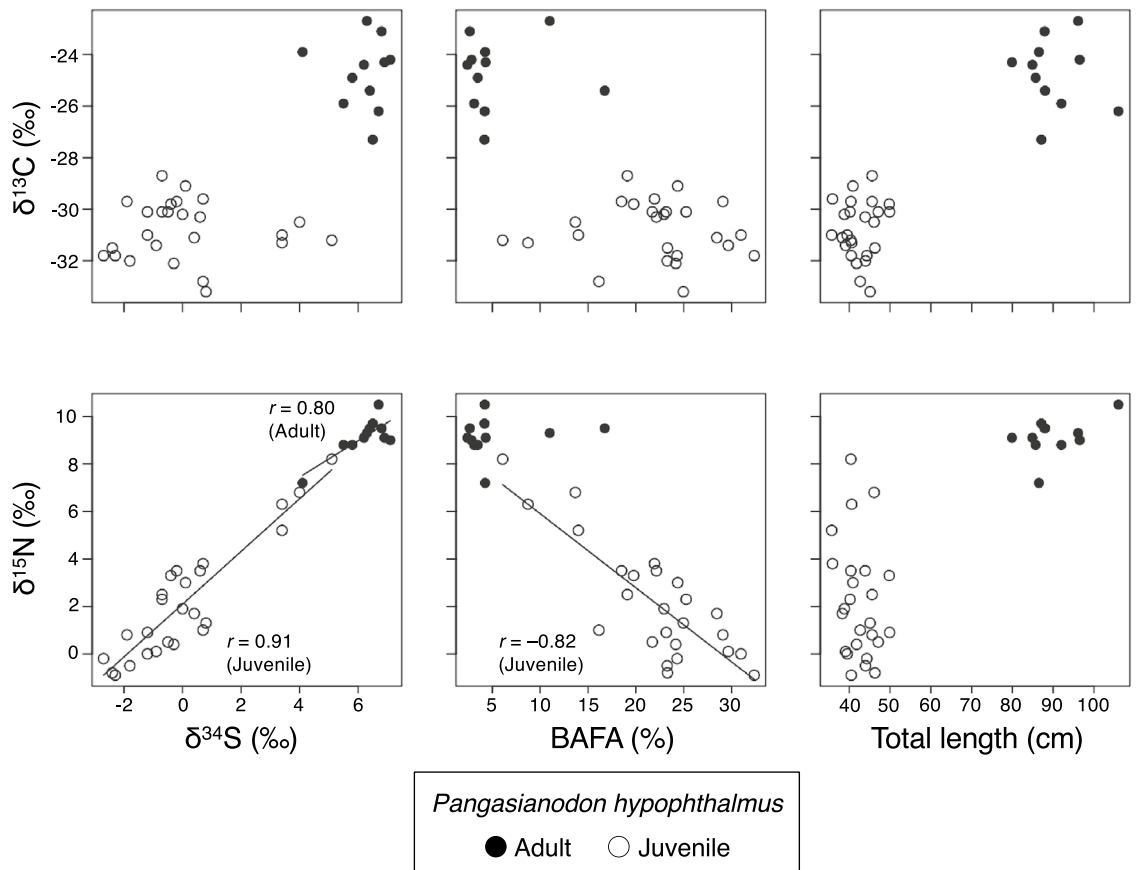 δ13C (‰)
-24
-26
-28
-30
-32
δ15N (‰)
10
8
6
4
2
0
r = 0.80
(Adult)
r = 0.91
(Juvenile)
r = –0.82
(Juvenile)
-2 0 2 4 6
5 10 15 20 25 30
40 50 60 70 80 90 100
δ34S (‰)
BAFA (%)
Total length (cm)
Pangasianodon hypophthalmus
Adult Juvenile